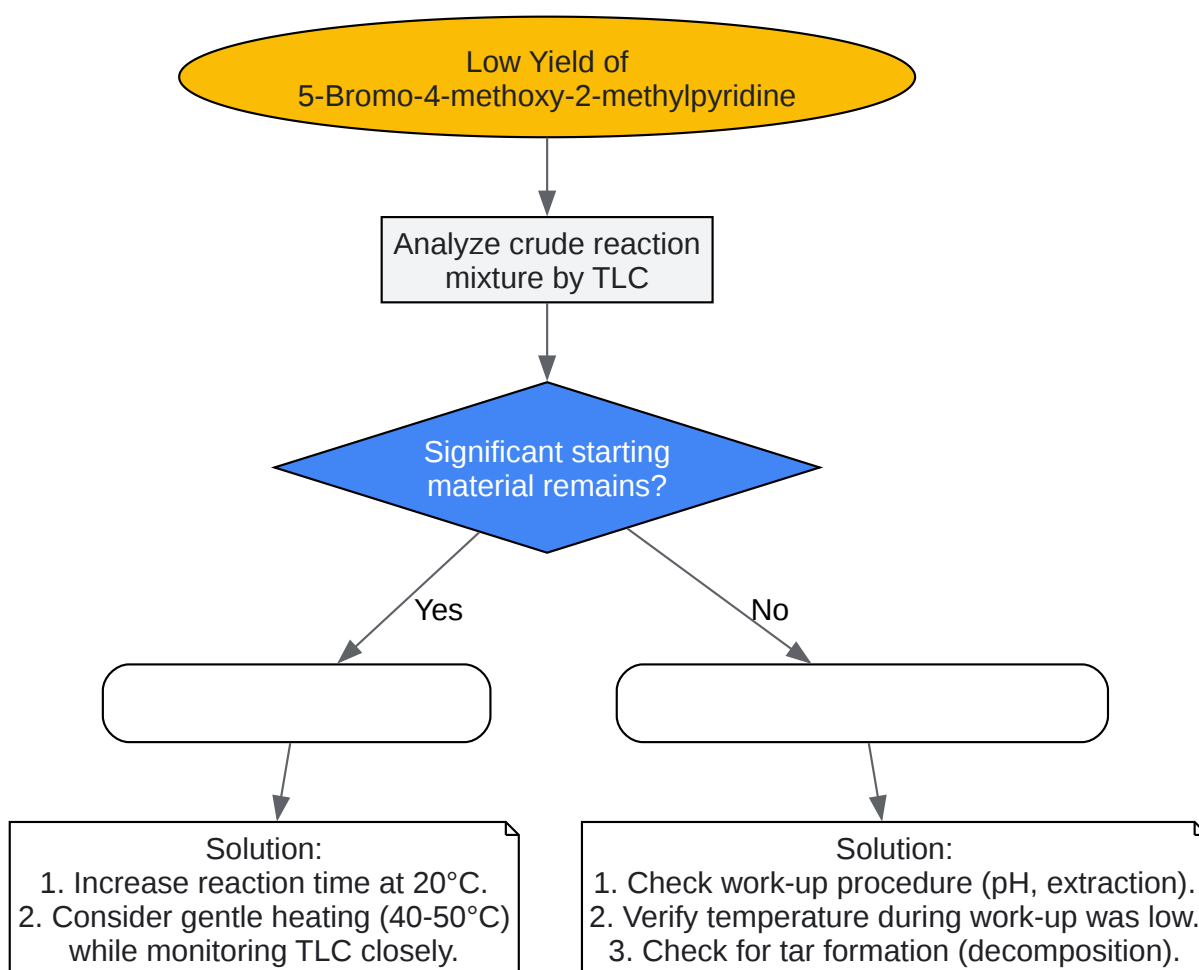 Low Yield of
5-Bromo-4-methoxy-2-methylpyridine
Analyze crude reaction
mixture by TLC
Significant starting
material remains?
Yes
No
Solution:
1. Increase reaction time at 20°C.
2. Consider gentle heating (40-50°C)
while monitoring TLC closely.
Solution:
1. Check work-up procedure (pH, extraction).
2. Verify temperature during work-up was low.
3. Check for tar formation (decomposition).